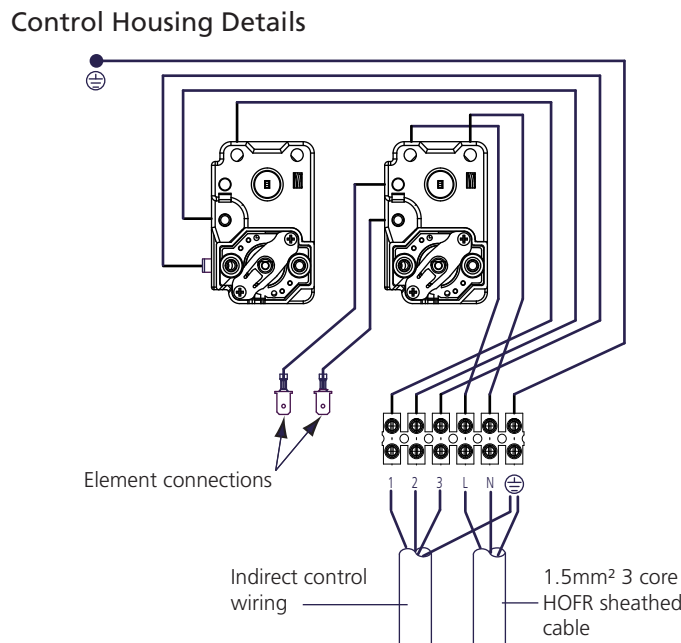 Control Housing Details
Element connections
1 2 3 L N
Indirect control
wiring
1.5mm² 3 core
HOFR sheathed
cable